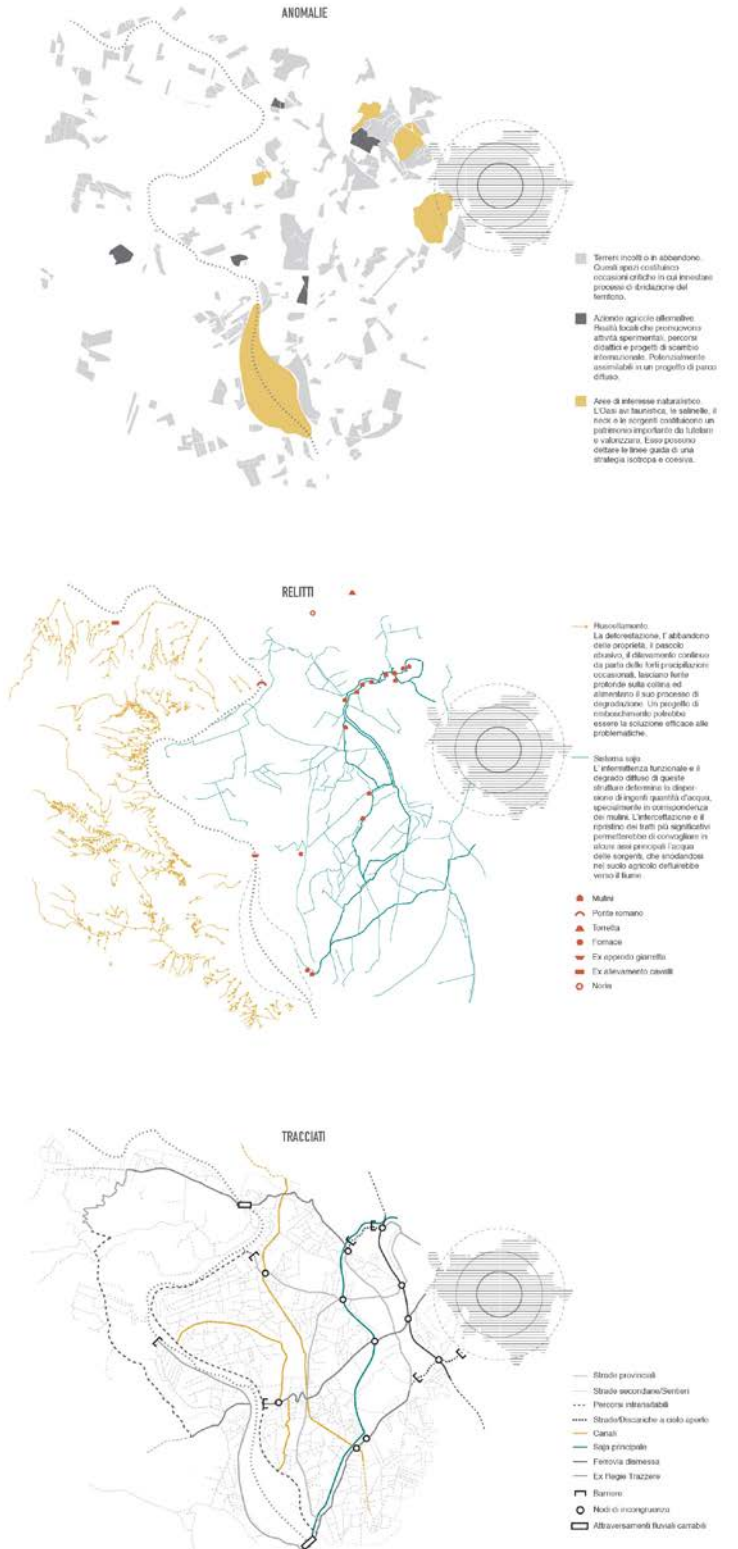 ANOMALIE
Terreni incolti o in abbandono.
Questi spazi costituiscono
occasioni critiche in cui innestare
processi di ibridazione del
territorio.
Aziende agricole alternative.
Realtà locali che promuovono
attività sperimentali, percorsi
didattici e progetti di scambio
internazionale. Potenzialmente
assimilabili in un progetto di parco
diffuso.
Aree di interesse naturalistico.
L'Oasi avifaunistica, le salinelle, il
neck e le sorgenti costituiscono un
patrimonio importante da tutelare
e valorizzare. Esse possono
dettare le linee guida di una
strategia isotropa e coesiva.
RELITTI
Ruscellamento.
La deforestazione, l' abbandono
delle proprietà, il pascolo
abusivo, il dilavamento continuo
da parte delle forti precipitazioni
occasionali, lasciano ferite
profonde sulla collina ed
alimentano il suo processo di
degradazione. Un progetto di
rimboschimento potrebbe
essere la soluzione efficace alle
problematiche.
Sistema saja
L' intermittenza funzionale e il
degrado diffuso di queste
strutture determina la disper-
sione di ingenti quantità d'acqua,
specialmente in corrispondenza
dei mulini. L'intercettazione e il
ripristino dei tratti più significativi
permetterebbe di convogliare in
alcuni assi principali l'acqua
delle sorgenti, che snodandosi
nel suolo agricolo defluirebbe
verso il fiume
Mulini
Ponte romano
Torretta
Fornace
Ex approdo giarretta
Ex allevamento cavalli
Noria
TRACCIATI
Strade provinciali
Strade secondarie/Sentieri
Percorsi intransitabili
Strade/Discariche a cielo aperto
Canali
Saja principale
Ferrovia dismessa
Ex Regie Trazzere
Barriere
Nodi di incongruenza
Attraversamenti fluviali carrabili